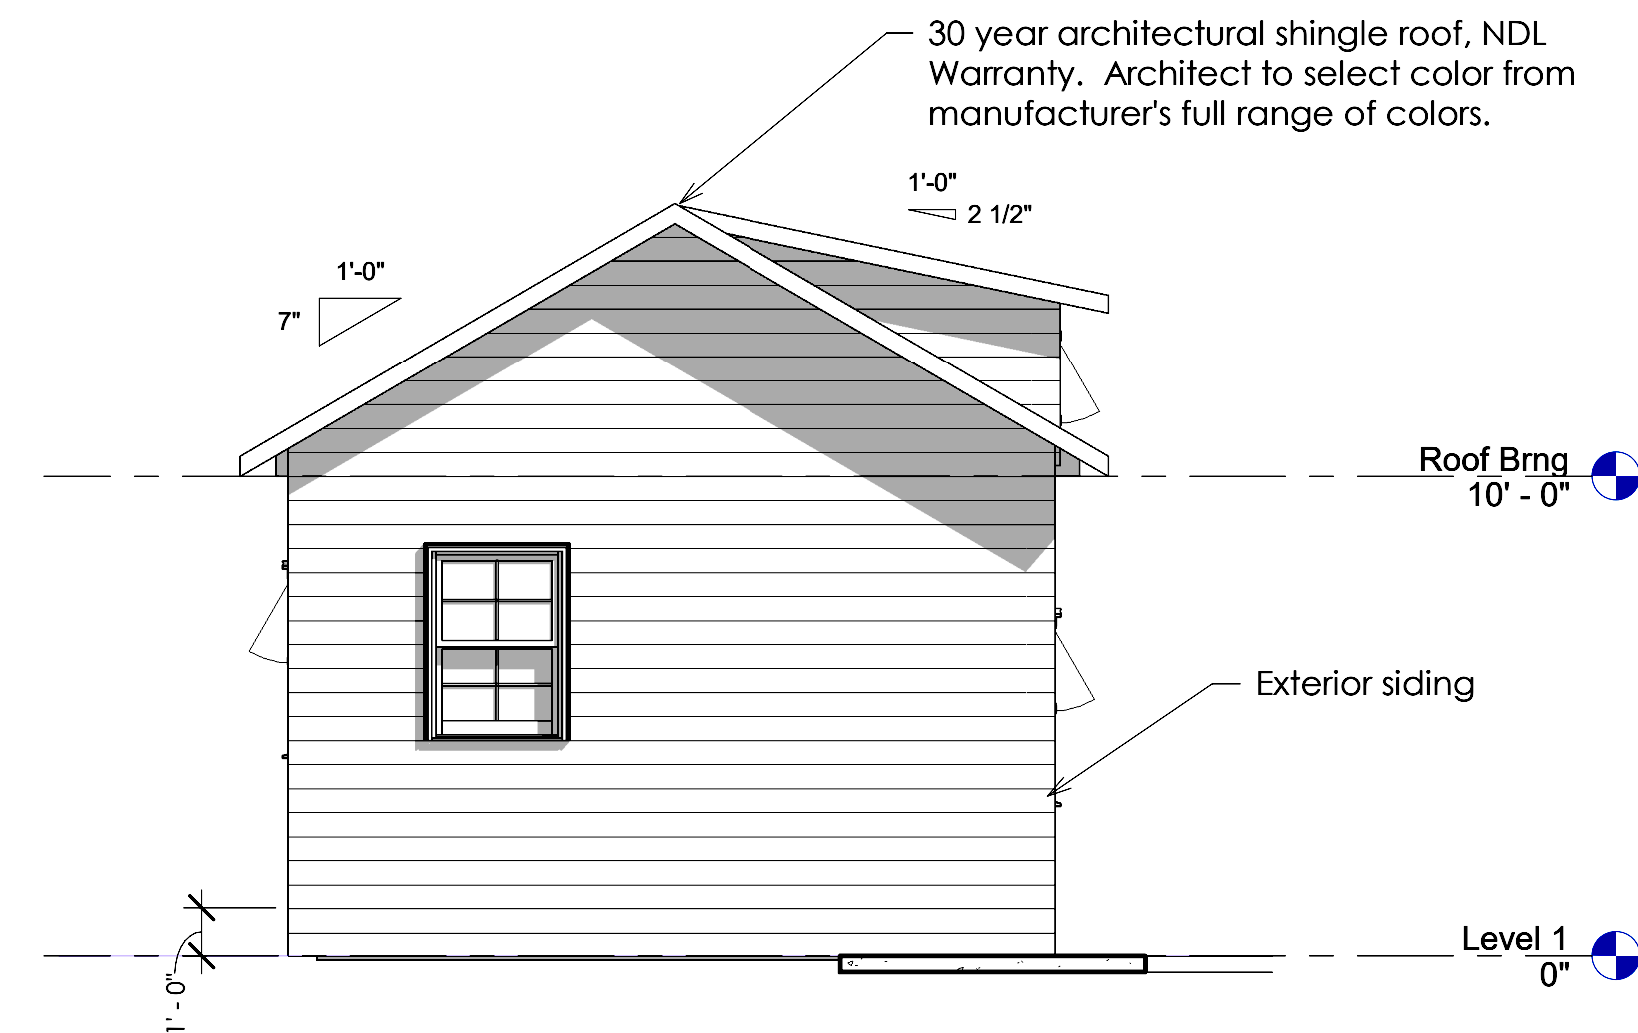 30 year architectural shingle roof, NDL
Warranty.  Architect to select color from
manufacturer's full range of colors.
1'-0"
2 1/2"
1'-0"
7"
Roof Brng
10' - 0"
Exterior siding
Level 1
0"
1' - 0"